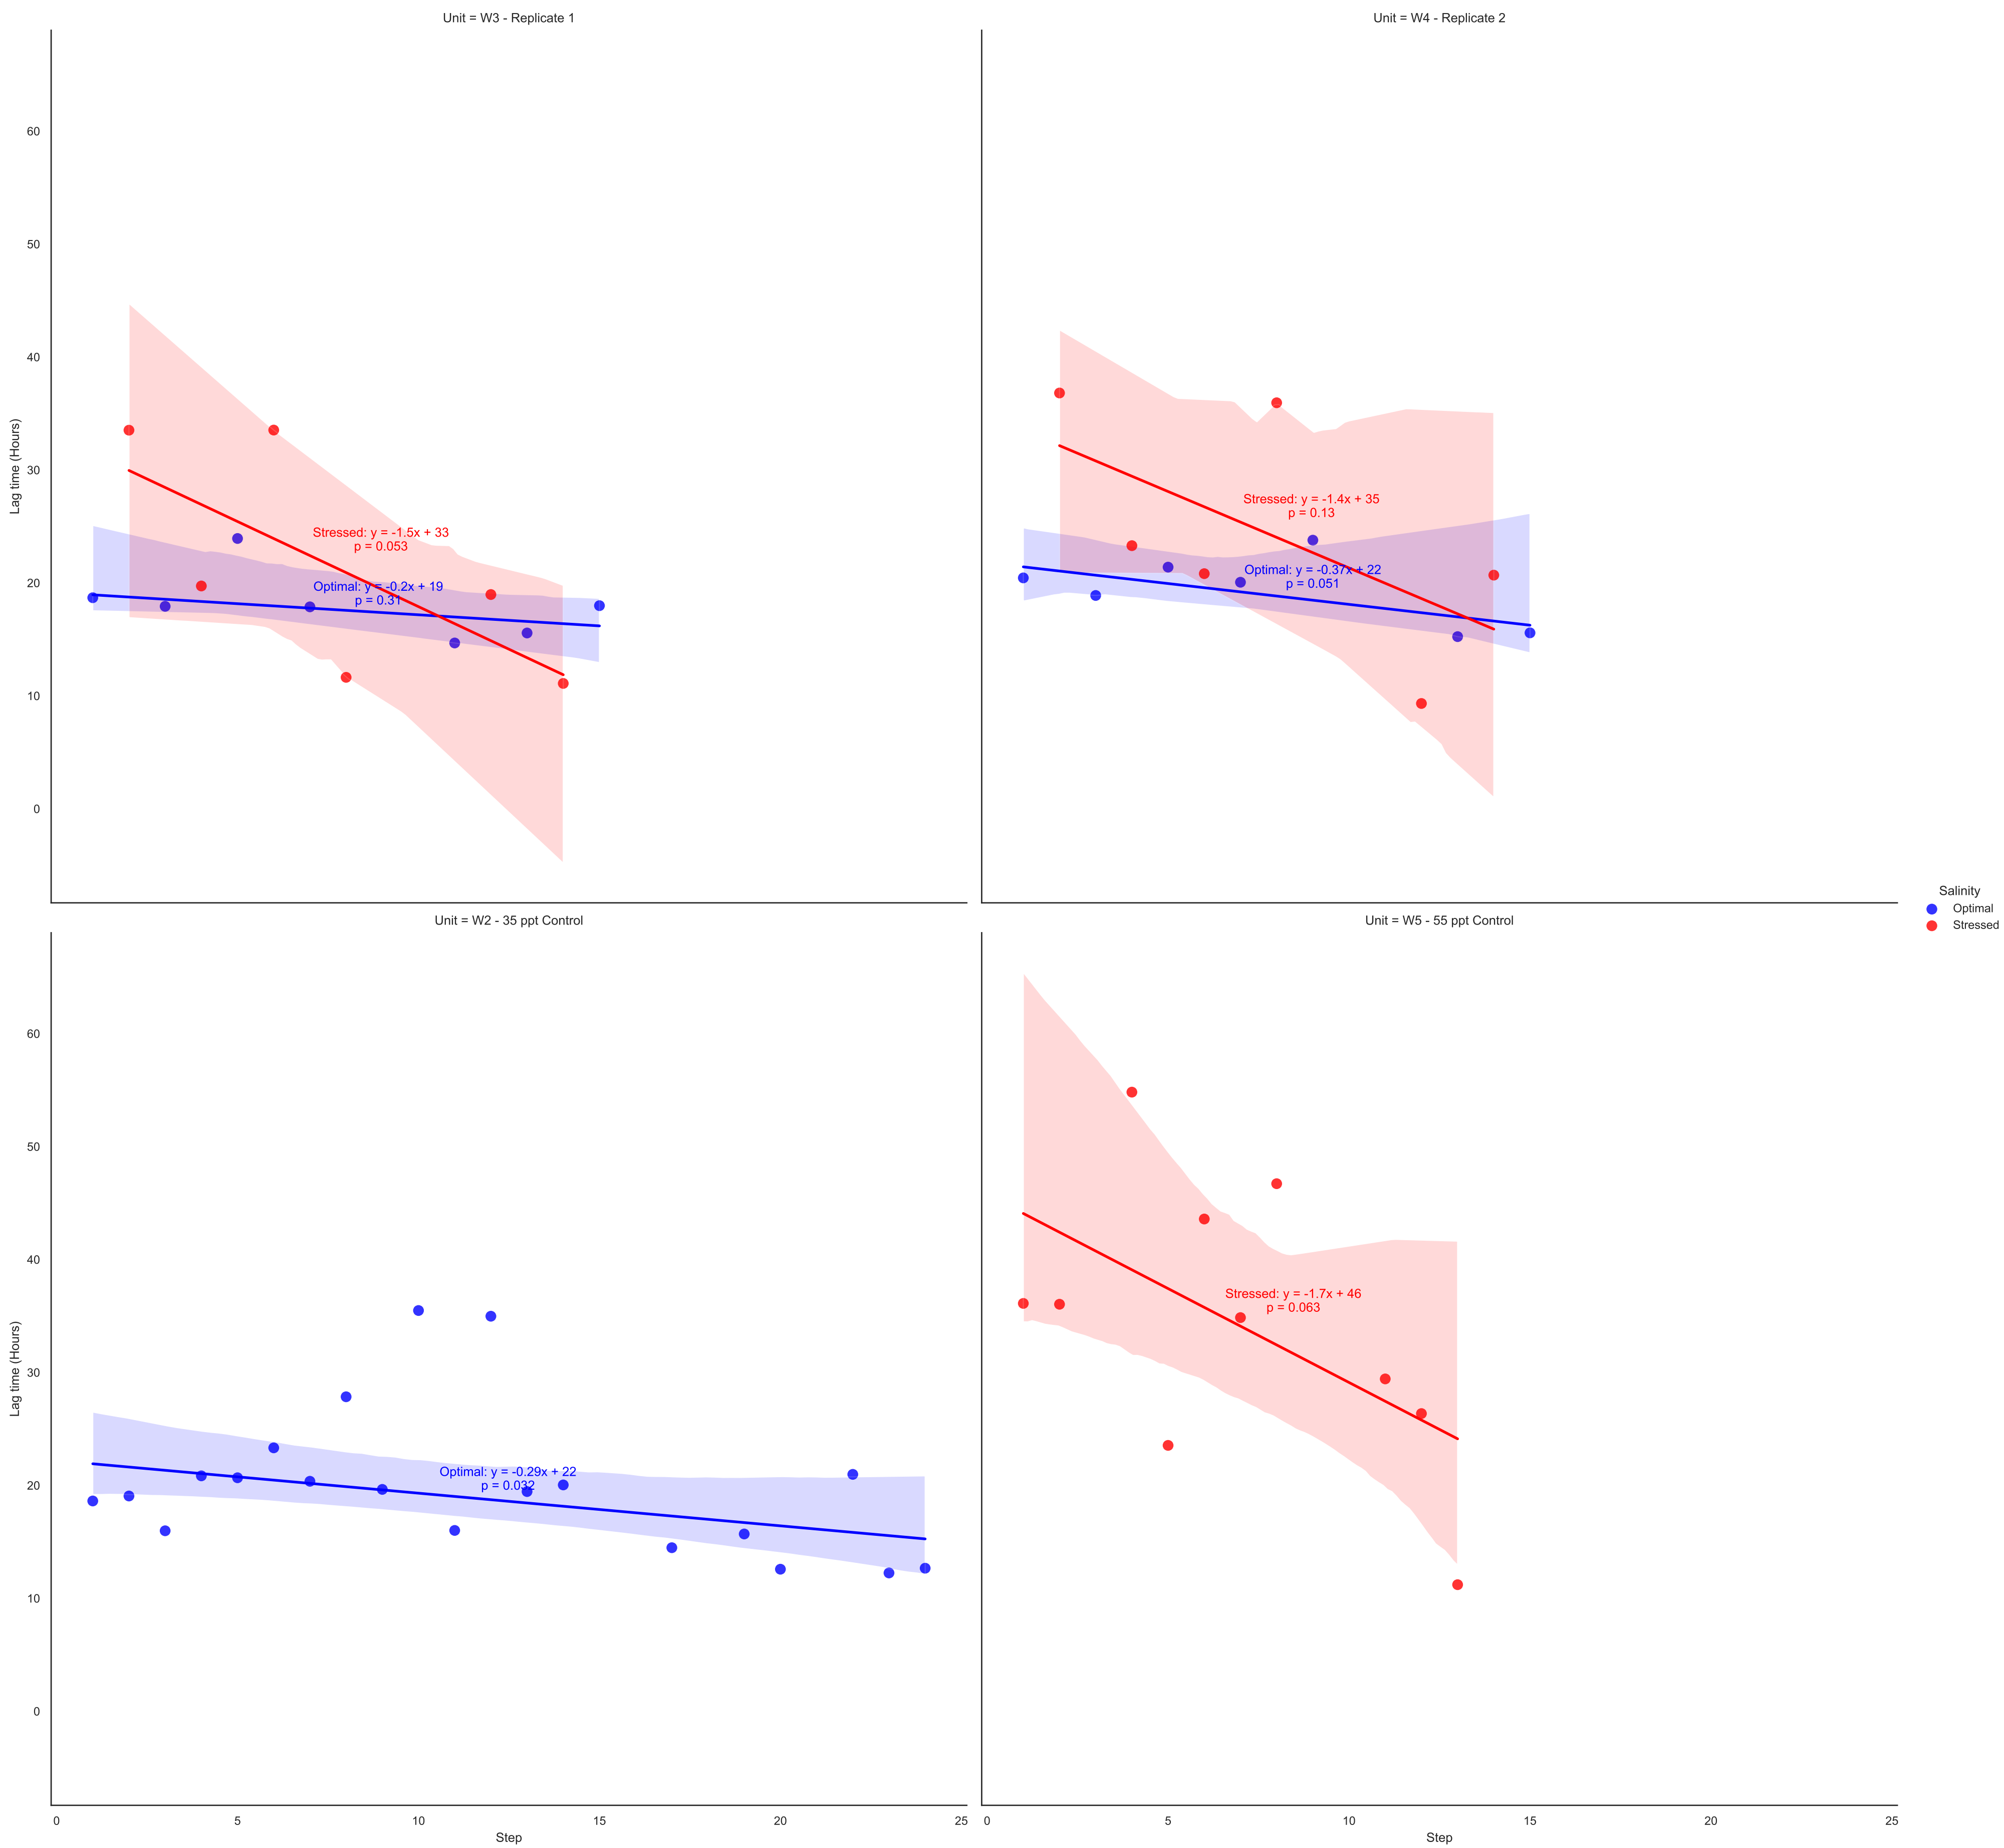 Unit = W3 - Replicate 1
Unit = W4 - Replicate 2
60
50
40
30
20
10
0
Lag time (Hours)
Stressed: y = -1.5x + 33
p = 0.053
Optimal: y = -0.2x + 19
p = 0.31
Stressed: y = -1.4x + 35
p = 0.13
Optimal: y = -0.37x + 22
p = 0.051
Salinity
Optimal
Stressed
Unit = W2 - 35 ppt Control
Unit = W5 - 55 ppt Control
60
50
40
30
20
10
0
Lag time (Hours)
Optimal: y = -0.29x + 22
p = 0.032
Stressed: y = -1.7x + 46
p = 0.063
0 5 10 15 20 25
Step
0 5 10 15 20 25
Step